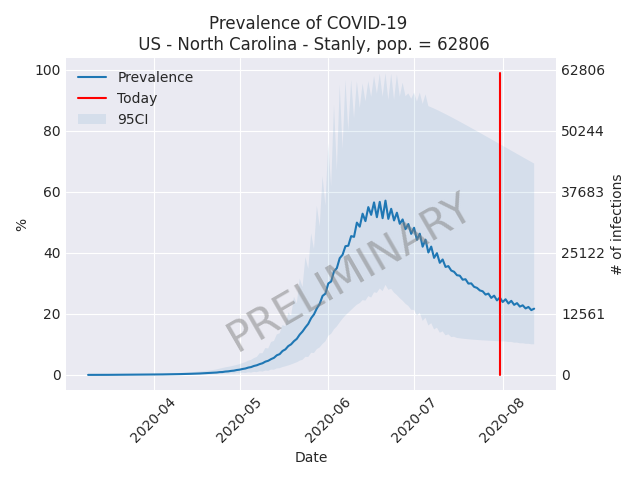 Prevalence of COVID-19
US - North Carolina - Stanly, pop. = 62806
Prevalence
Today
95CI
PRELIMINARY
%
100
80
60
40
20
0
62806
50244
37683
25122
12561
0
# of infections
2020-04
2020-05
2020-06
2020-07
2020-08
Date